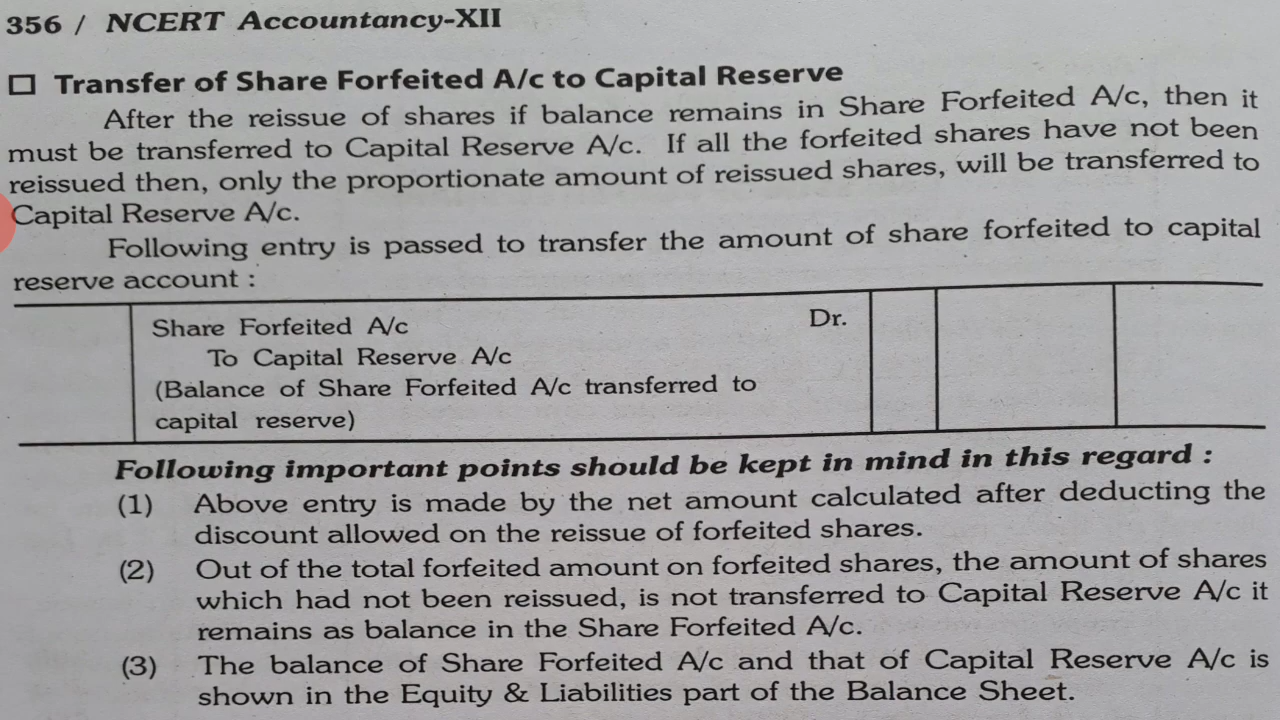 356 / NCERT Accountancy-XII
☐ Transfer of Share Forfeited A/c to Capital Reserve
After the reissue of shares if balance remains in Share Forfeited A/c, then it
must be transferred to Capital Reserve A/c. If all the forfeited shares have not been
reissued then, only the proportionate amount of reissued shares, will be transferred to
Capital Reserve A/c.
Following entry is passed to transfer the amount of share forfeited to capital
reserve account :
Share Forfeited A/c Dr.
To Capital Reserve A/c
(Balance of Share Forfeited A/c transferred to
capital reserve)
Following important points should be kept in mind in this regard :
(1) Above entry is made by the net amount calculated after deducting the
discount allowed on the reissue of forfeited shares.
(2) Out of the total forfeited amount on forfeited shares, the amount of shares
which had not been reissued, is not transferred to Capital Reserve A/c it
remains as balance in the Share Forfeited A/c.
(3) The balance of Share Forfeited A/c and that of Capital Reserve A/c is
shown in the Equity & Liabilities part of the Balance Sheet.